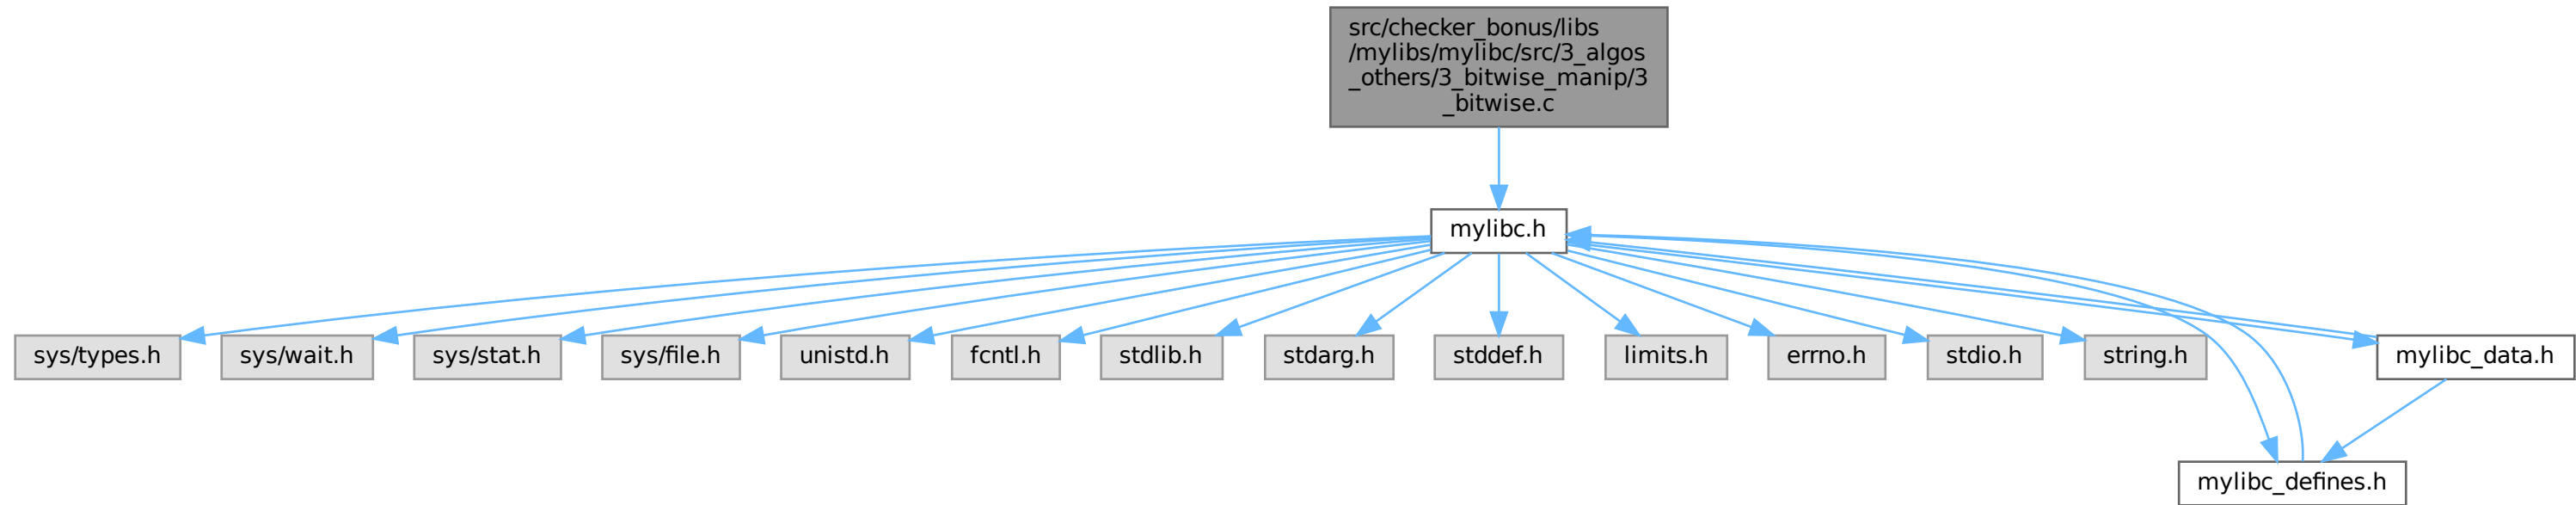 src/checker_bonus/libs
/mylibs/mylibc/src/3_algos
_others/3_bitwise_manip/3
_bitwise.c
mylibc.h
sys/types.h
sys/wait.h
sys/stat.h
sys/file.h
unistd.h
fcntl.h
stdlib.h
stdarg.h
stddef.h
limits.h
errno.h
stdio.h
string.h
mylibc_data.h
mylibc_defines.h